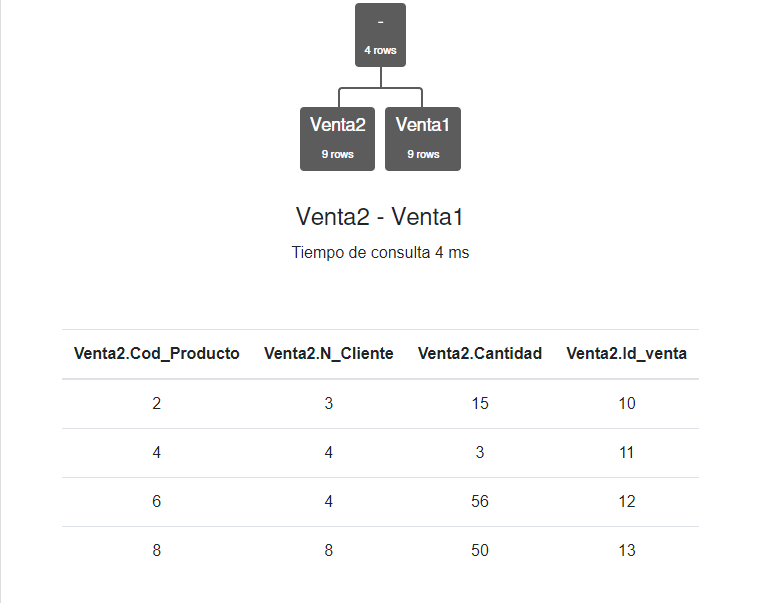 -
4 rows
Venta2 Venta1
9 rows 9 rows
Venta2 - Venta1
Tiempo de consulta 4 ms
Venta2.Cod_Producto Venta2.N_Cliente Venta2.Cantidad Venta2.Id_venta
2 3 15 10
4 4 3 11
6 4 56 12
8 8 50 13